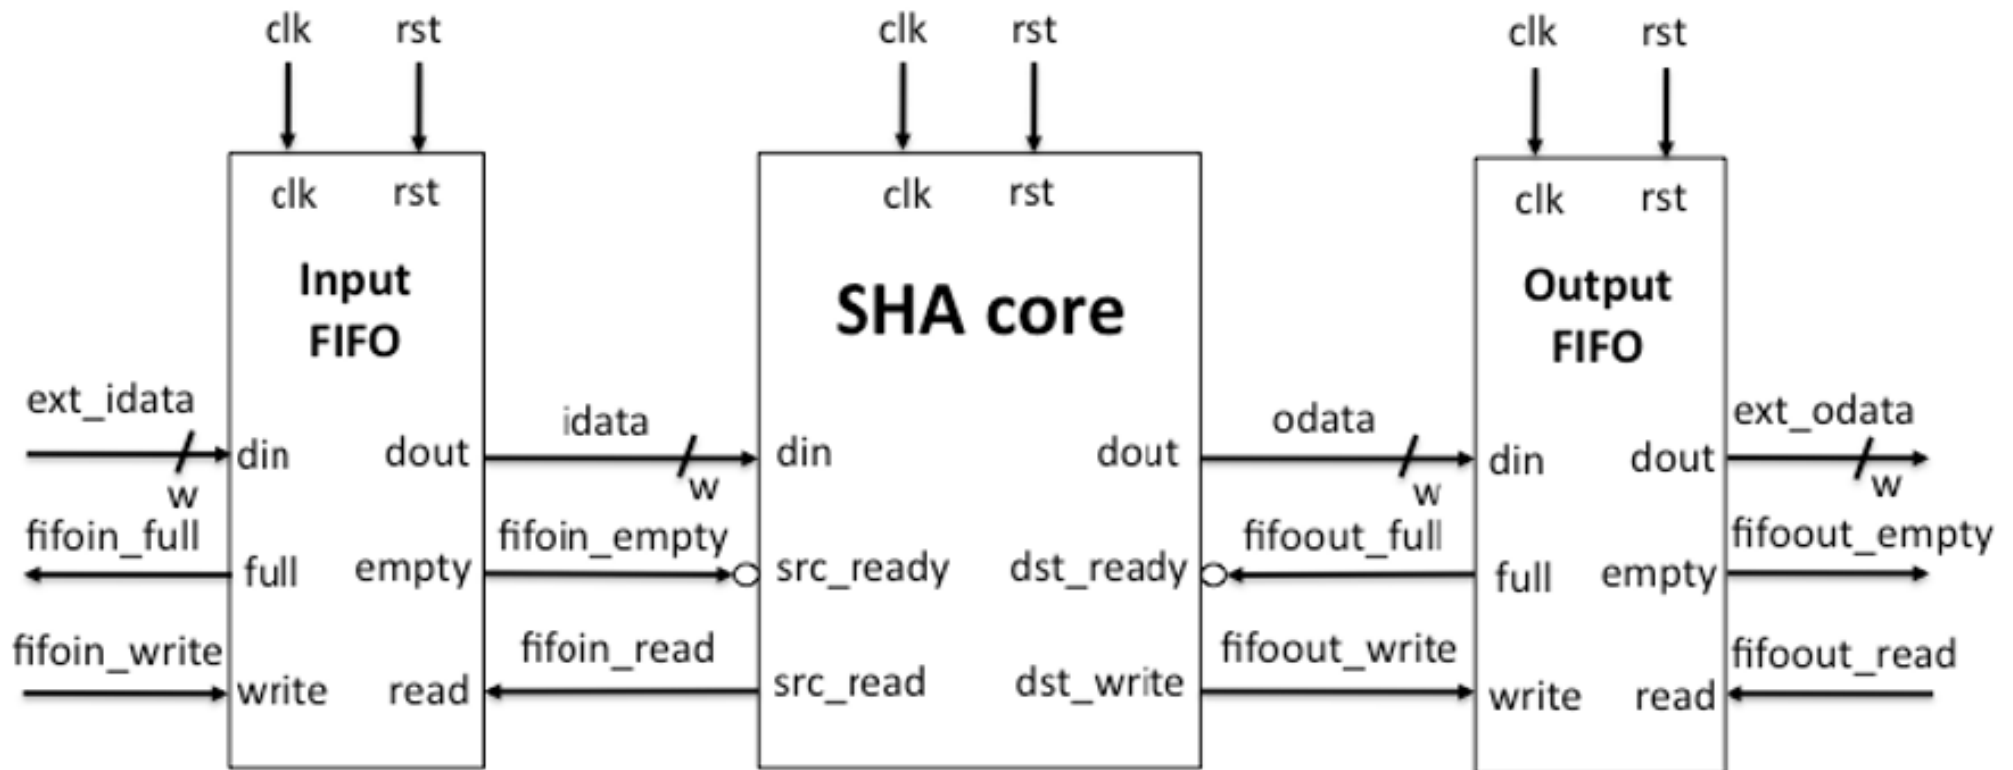 clk rst clk rst clk rst
clk rst clk rst clk rst
Input
FIFO
SHA core
Output
FIFO
ext_idata idata odata ext_odata
din dout din dout din dout
w w w w
fifoin_full fifoin_empty fifoout_full fifoout_empty
full empty src_ready dst_ready full empty
fifoin_write fifoin_read fifoout_write fifoout_read
write read src_read dst_write write read